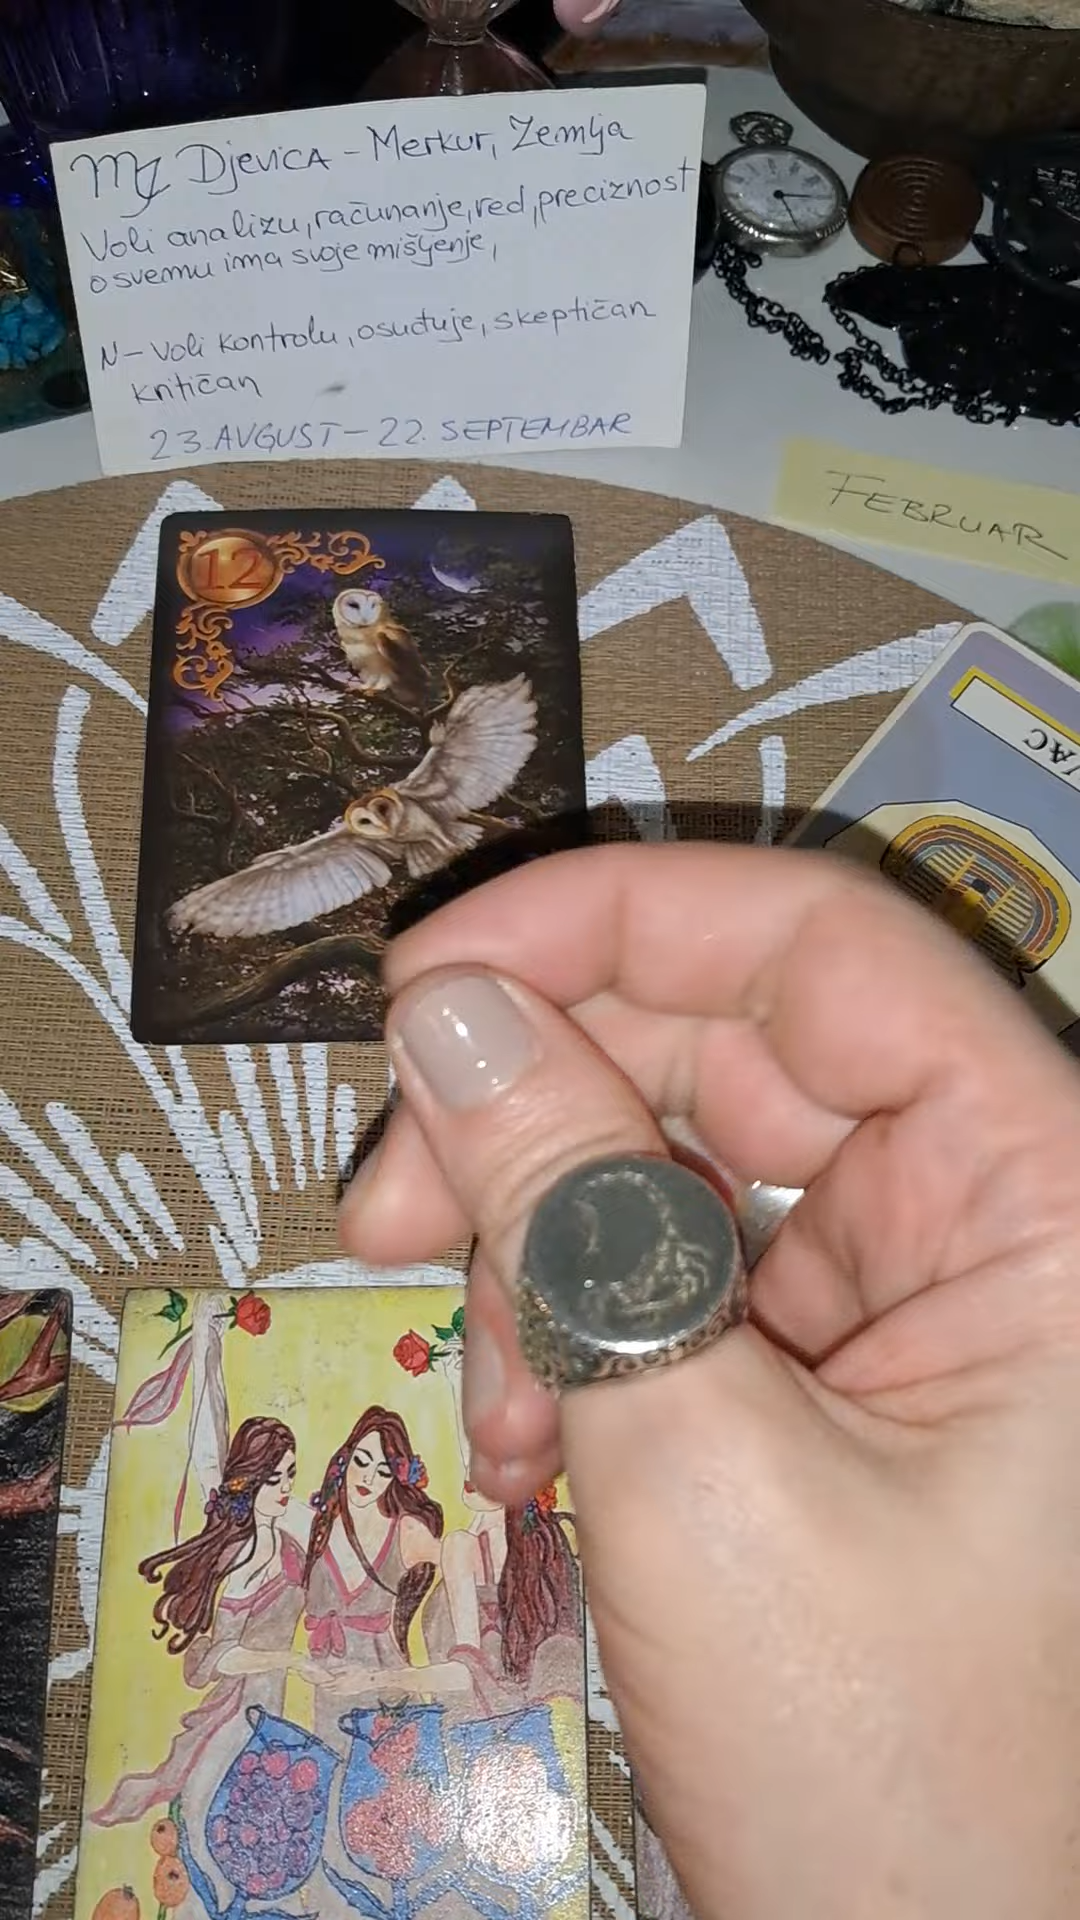 ♍ Djevica – Merkur, Zemlja
Voli analizu, računanje, red, preciznost
o svemu ima svoje mišljenje,
N – Voli kontrolu, osuđuje, skeptičan
kritičan
23. AVGUST – 22. SEPTEMBAR
FEBRUAR
12